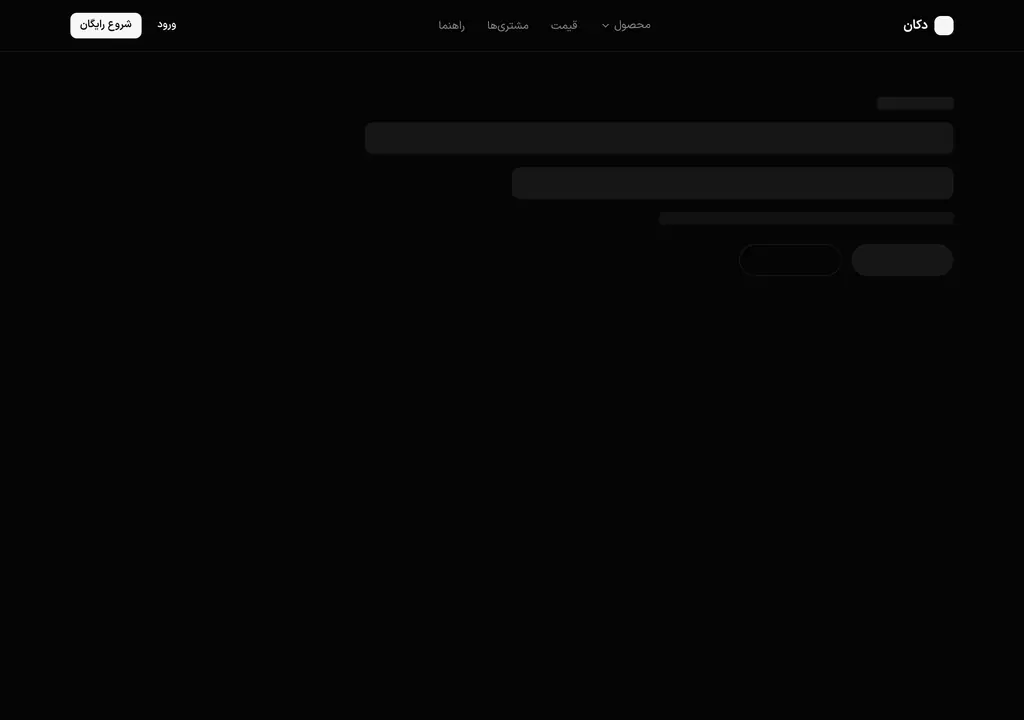 دکان
محصول
قیمت
مشتری‌ها
راهنما
ورود
شروع رایگان